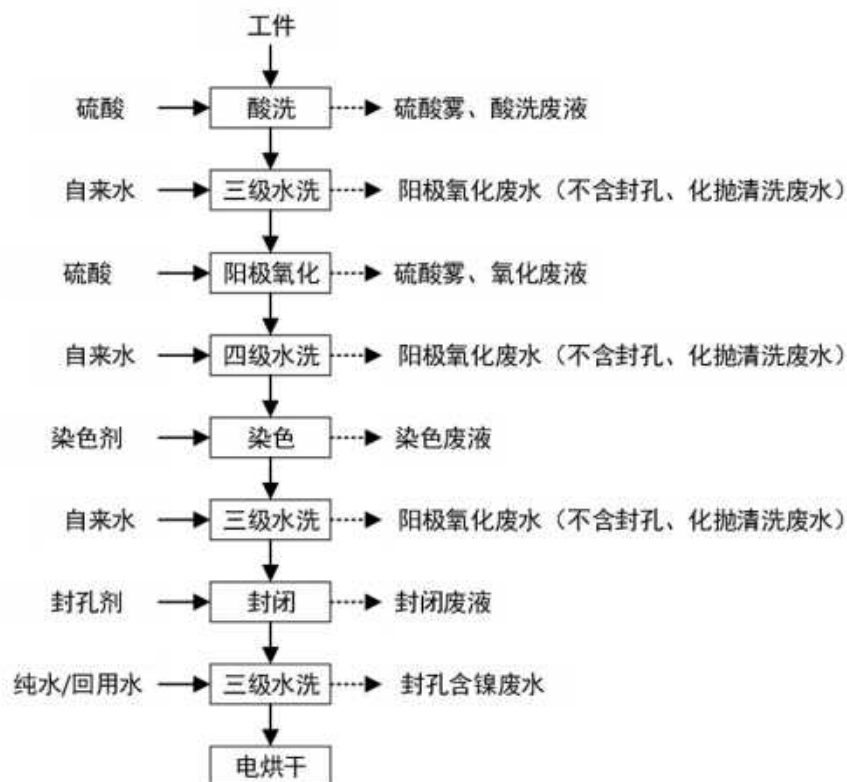 工件
硫酸 酸洗 硫酸雾、酸洗废液
自来水 三级水洗 阳极氧化废水（不含封孔、化抛清洗废水）
硫酸 阳极氧化 硫酸雾、氧化废液
自来水 四级水洗 阳极氧化废水（不含封孔、化抛清洗废水）
染色剂 染色 染色废液
自来水 三级水洗 阳极氧化废水（不含封孔、化抛清洗废水）
封孔剂 封闭 封闭废液
纯水/回用水 三级水洗 封孔含镍废水
电烘干